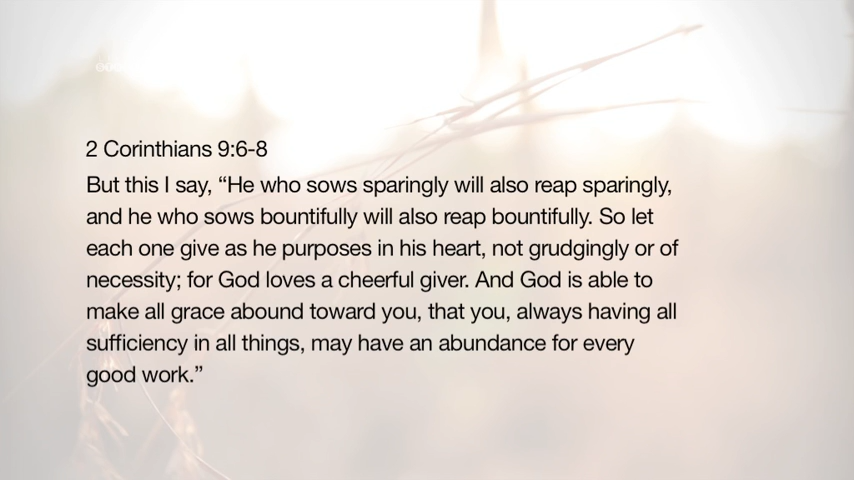 2 Corinthians 9:6-8
But this I say, “He who sows sparingly will also reap sparingly,
and he who sows bountifully will also reap bountifully. So let
each one give as he purposes in his heart, not grudgingly or of
necessity; for God loves a cheerful giver. And God is able to
make all grace abound toward you, that you, always having all
sufficiency in all things, may have an abundance for every
good work.”